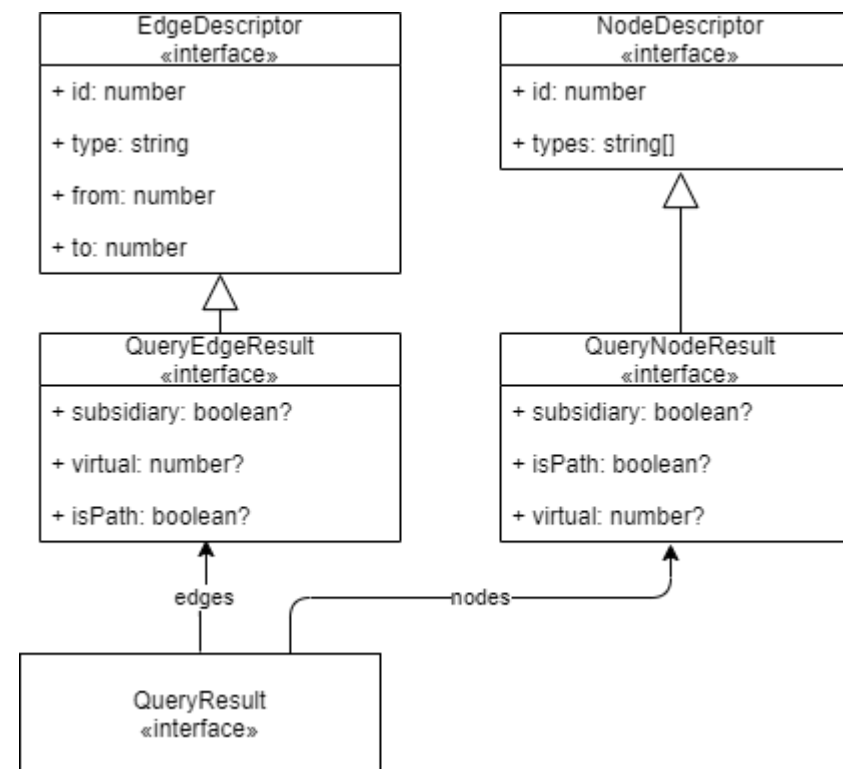 EdgeDescriptor
«interface»
+ id: number
+ type: string
+ from: number
+ to: number
NodeDescriptor
«interface»
+ id: number
+ types: string[]
QueryEdgeResult
«interface»
+ subsidiary: boolean?
+ virtual: number?
+ isPath: boolean?
QueryNodeResult
«interface»
+ subsidiary: boolean?
+ isPath: boolean?
+ virtual: number?
edges
nodes
QueryResult
«interface»